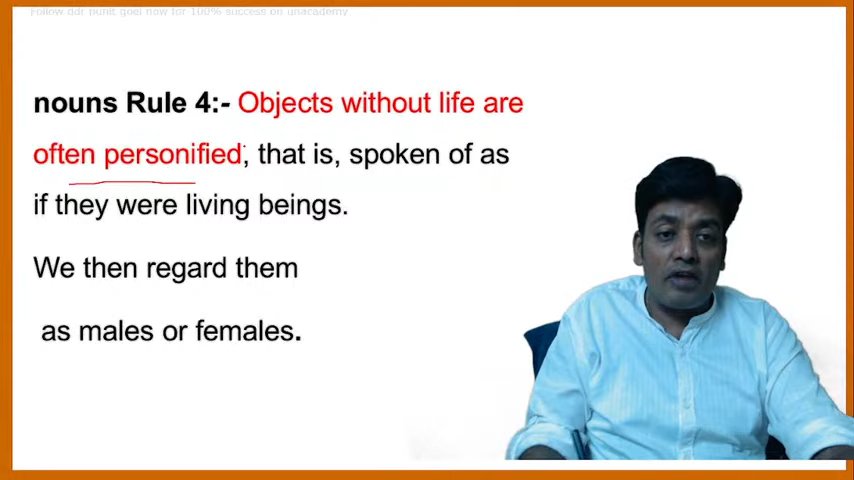 Follow ddr punit goel now for 100% success on unacademy
nouns Rule 4:- Objects without life are
often personified, that is, spoken of as
if they were living beings.
We then regard them
as males or females.